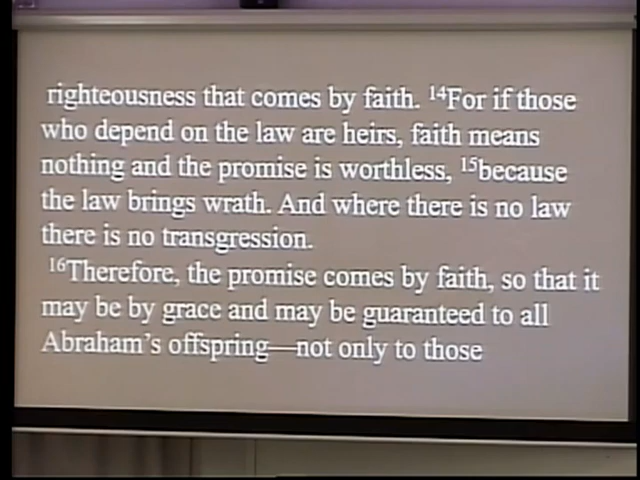 righteousness that comes by faith. ¹⁴For if those
who depend on the law are heirs, faith means
nothing and the promise is worthless, ¹⁵because
the law brings wrath. And where there is no law
there is no transgression.
¹⁶Therefore, the promise comes by faith, so that it
may be by grace and may be guaranteed to all
Abraham's offspring—not only to those